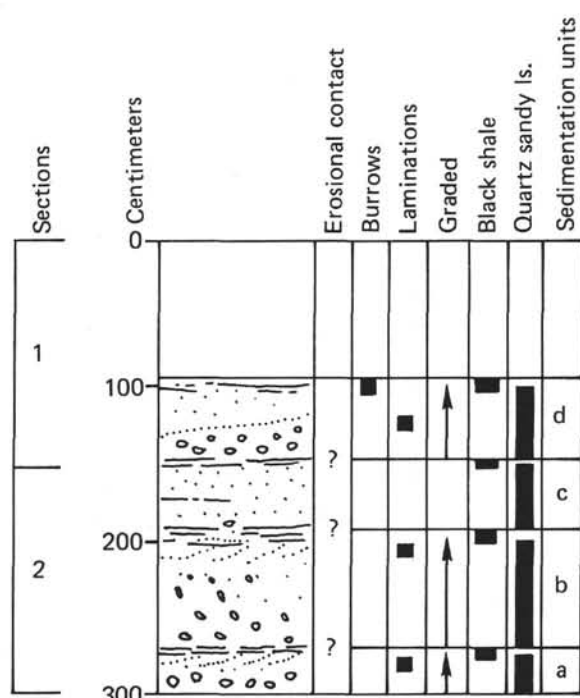 Sections
Centimeters
Erosional contact
Burrows
Laminations
Graded
Black shale
Quartz sandy ls.
Sedimentation units
0
1
100
d
?
c
?
200
2
b
?
a
300